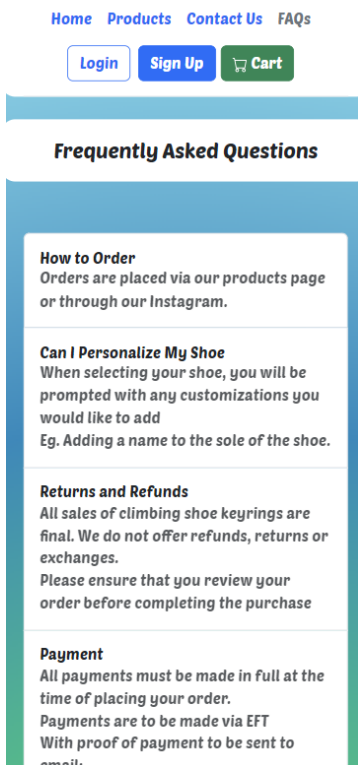 Home Products Contact Us FAQs
Login Sign Up Cart
Frequently Asked Questions
How to Order
Orders are placed via our products page
or through our Instagram.
Can I Personalize My Shoe
When selecting your shoe, you will be
prompted with any customizations you
would like to add
Eg. Adding a name to the sole of the shoe.
Returns and Refunds
All sales of climbing shoe keyrings are
final. We do not offer refunds, returns or
exchanges.
Please ensure that you review your
order before completing the purchase
Payment
All payments must be made in full at the
time of placing your order.
Payments are to be made via EFT
With proof of payment to be sent to
email: